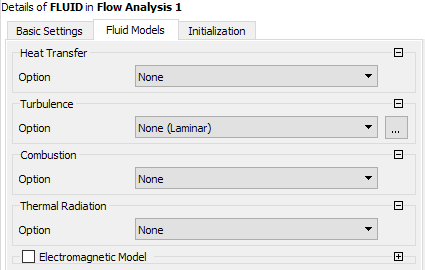 Details of FLUID in Flow Analysis 1
Basic Settings Fluid Models Initialization
Heat Transfer
Option None
Turbulence
Option None (Laminar) ...
Combustion
Option None
Thermal Radiation
Option None
Electromagnetic Model